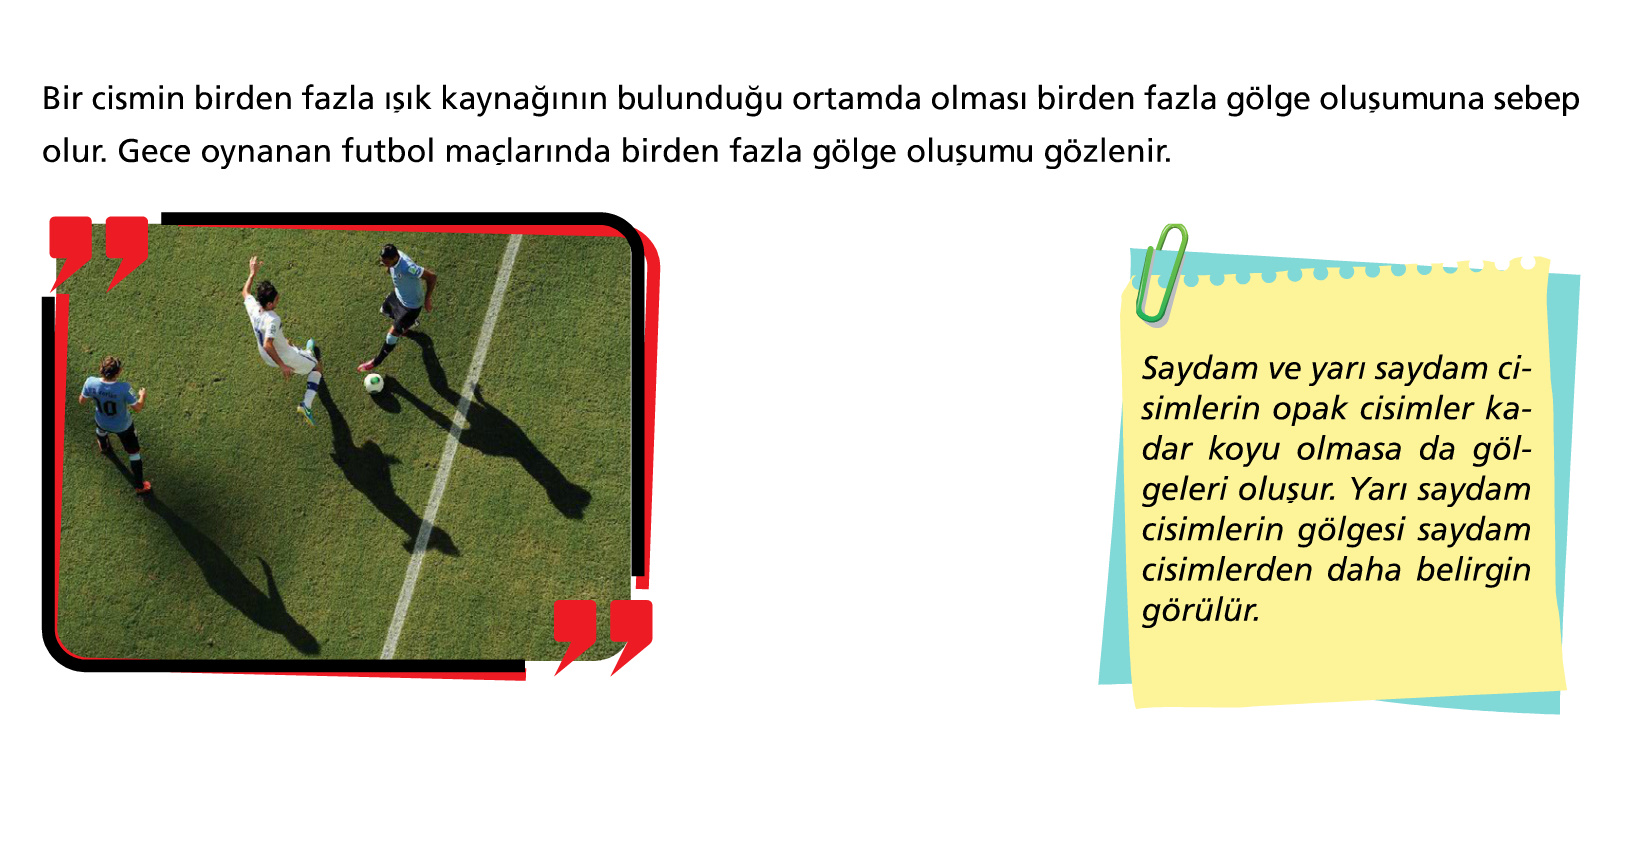 Bir cismin birden fazla ışık kaynağının bulunduğu ortamda olması birden fazla gölge oluşumuna sebep
olur. Gece oynanan futbol maçlarında birden fazla gölge oluşumu gözlenir.
10
Saydam ve yarı saydam ci-
simlerin opak cisimler ka-
dar koyu olmasa da göl-
geleri oluşur. Yarı saydam
cisimlerin gölgesi saydam
cisimlerden daha belirgin
görülür.